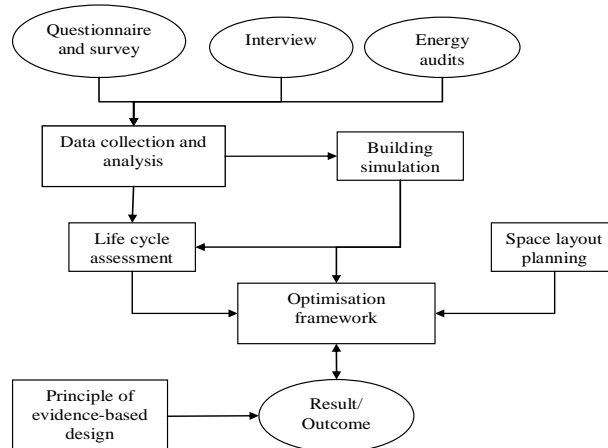 Questionnaire
and survey
Interview
Energy
audits
Data collection and
analysis
Building
simulation
Life cycle
assessment
Space layout
planning
Optimisation
framework
Principle of
evidence-based
design
Result/
Outcome